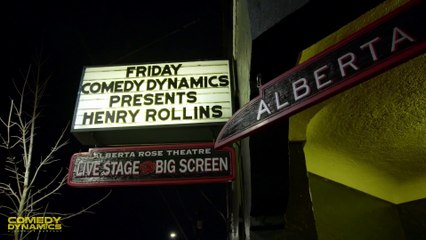 FRIDAY
COMEDY DYNAMICS
PRESENTS
HENRY ROLLINS
ALBERTA ROSE THEATRE
LIVE STAGE BIG SCREEN
ALBERTA
COMEDY
DYNAMICS